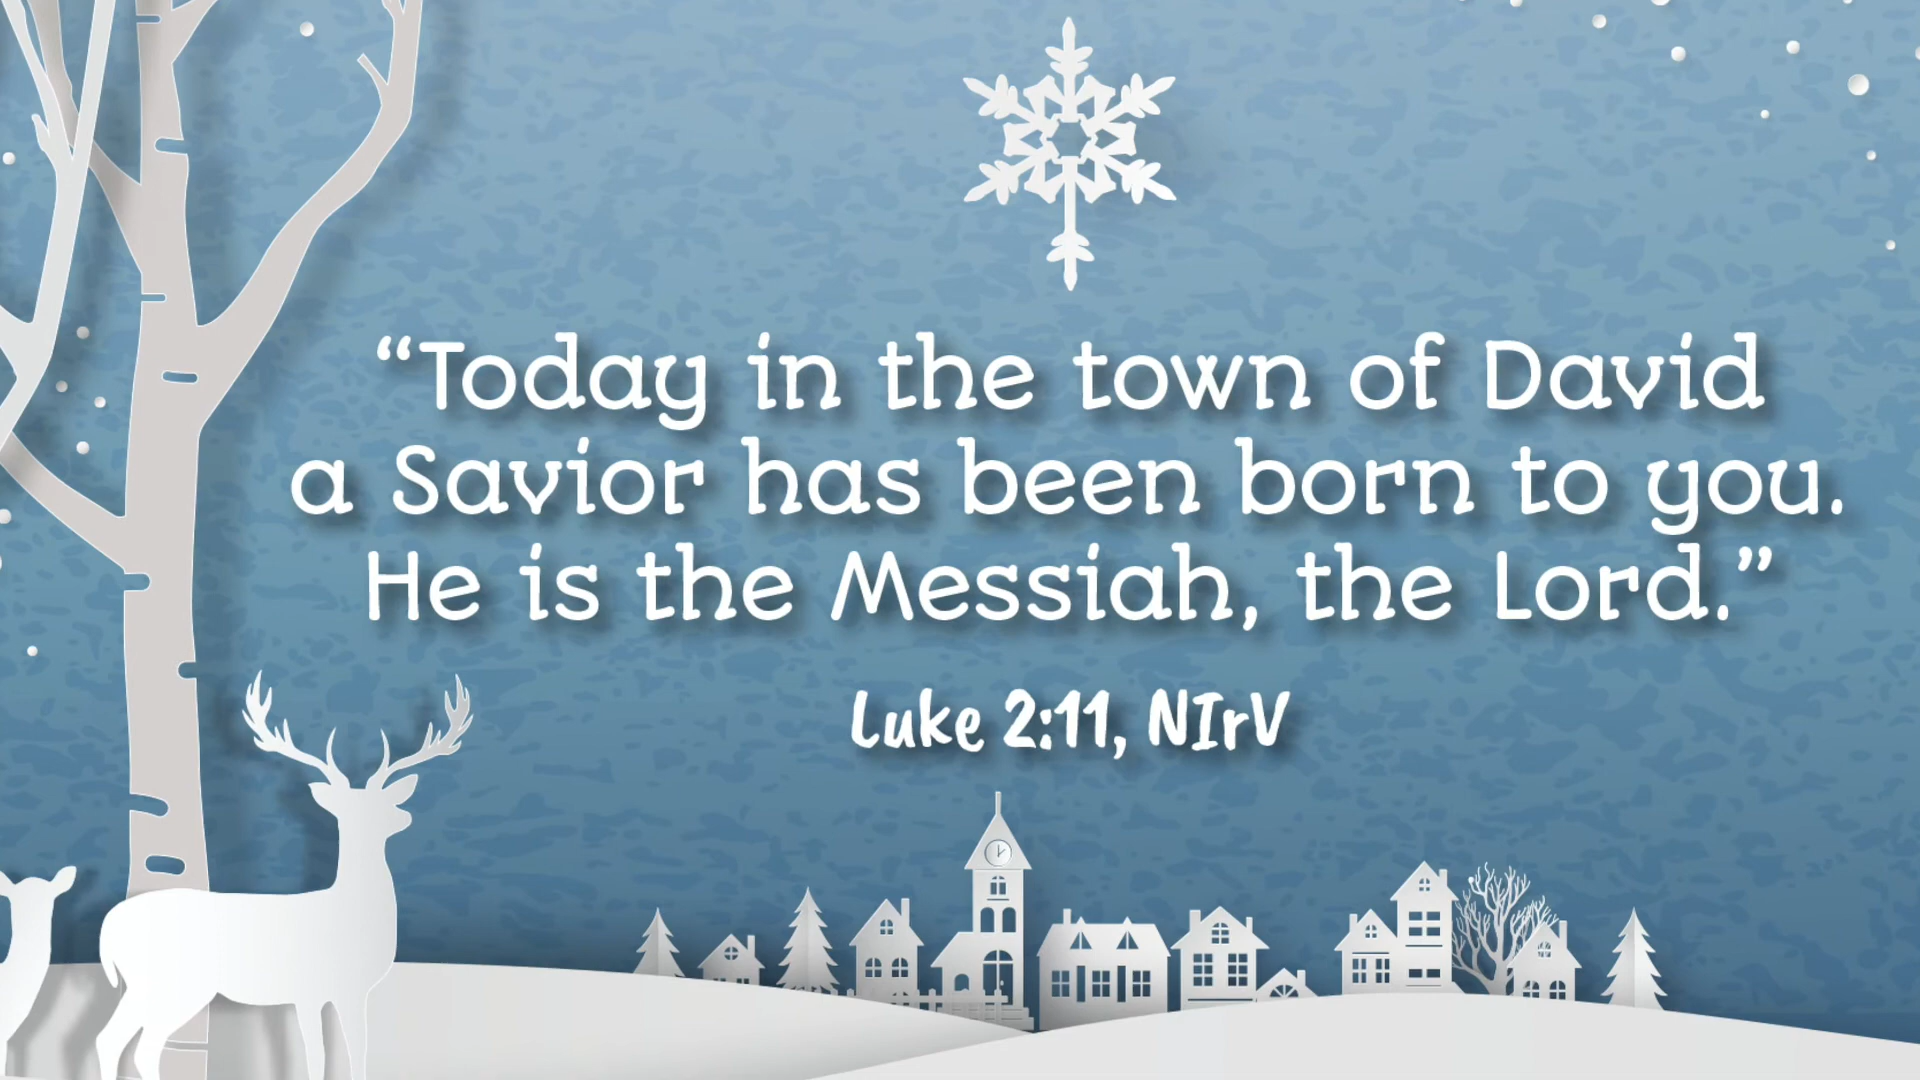 “Today in the town of David
a Savior has been born to you.
He is the Messiah, the Lord.”
Luke 2:11, NIrV